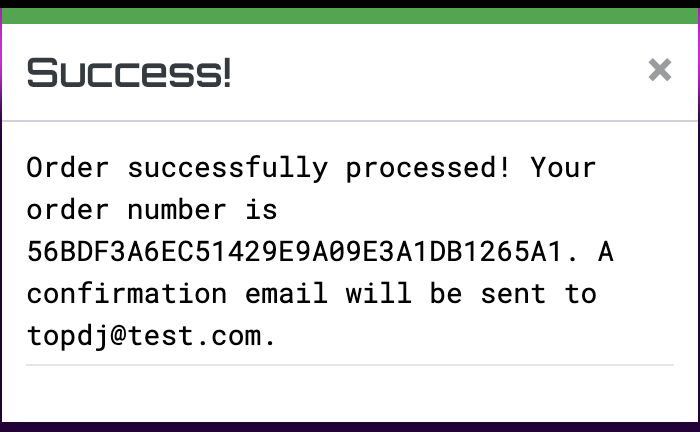 Success!
Order successfully processed! Your
order number is
56BDF3A6EC51429E9A09E3A1DB1265A1. A
confirmation email will be sent to
topdj@test.com.